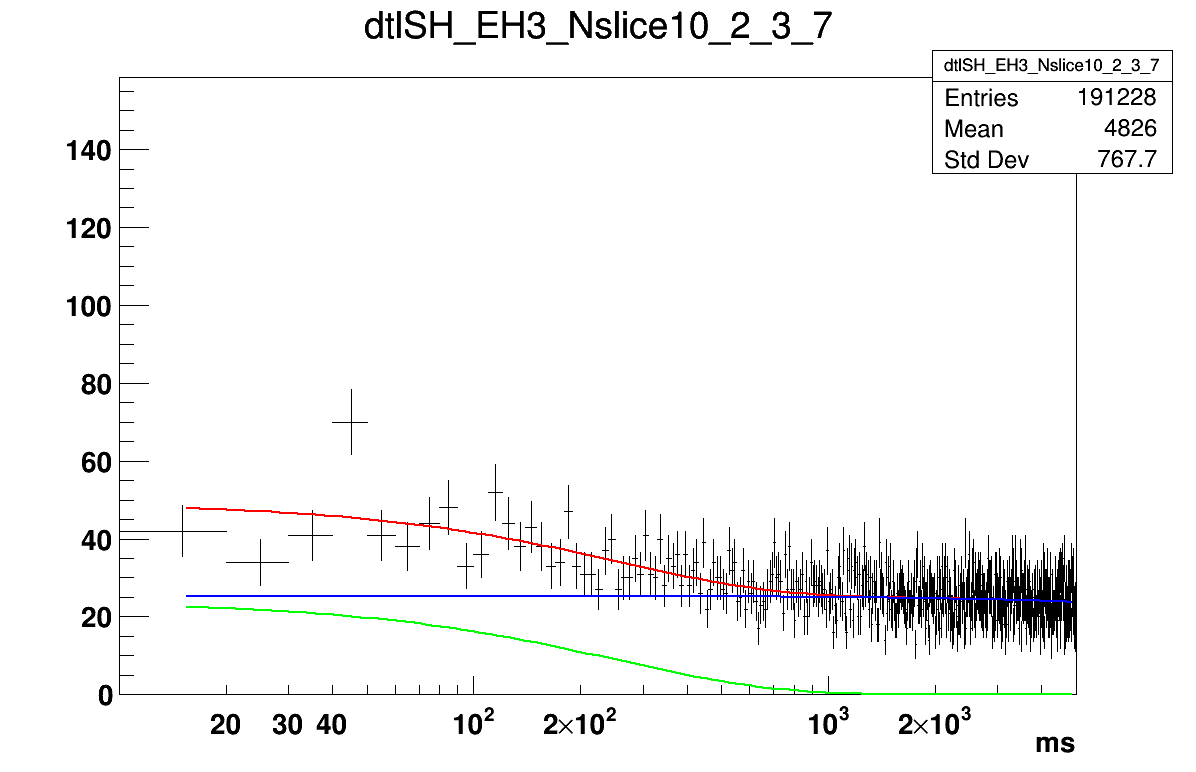 dtlSH_EH3_Nslice10_2_3_7
dtlSH_EH3_Nslice10_2_3_7
Entries 191228
Mean 4826
Std Dev 767.7
140
120
100
80
60
40
20
0
20 30 40 10² 2×10² 10³ 2×10³
ms